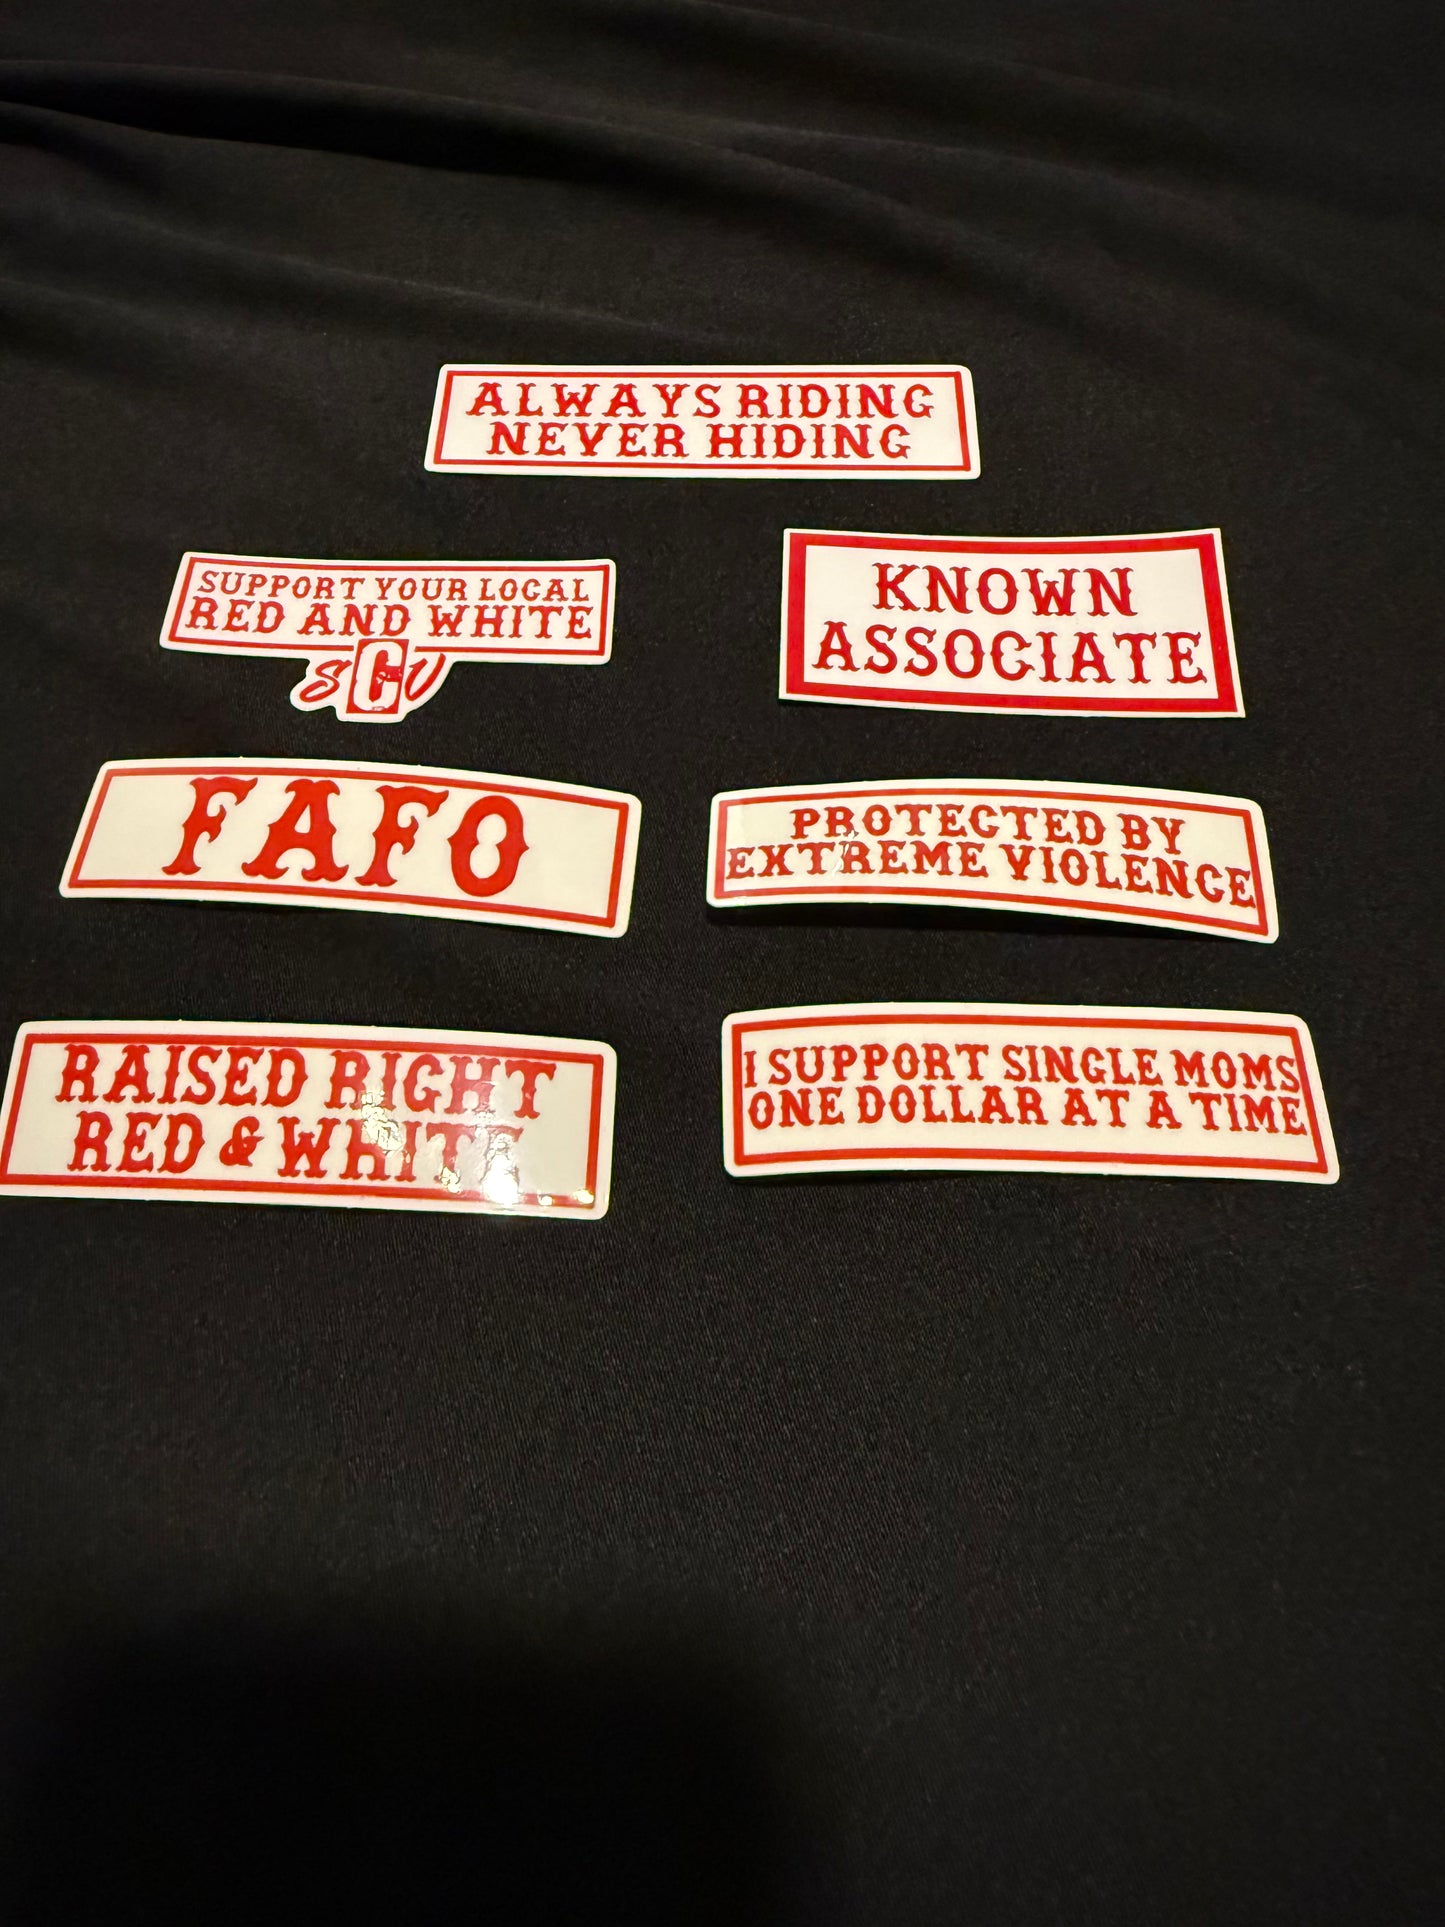 ALWAYS RIDING
NEVER HIDING
SUPPORT YOUR LOCAL
RED AND WHITE
SCV
KNOWN
ASSOCIATE
FAFO
PROTECTED BY
EXTREME VIOLENCE
RAISED RIGHT
RED & WHITE
I SUPPORT SINGLE MOMS
ONE DOLLAR AT A TIME